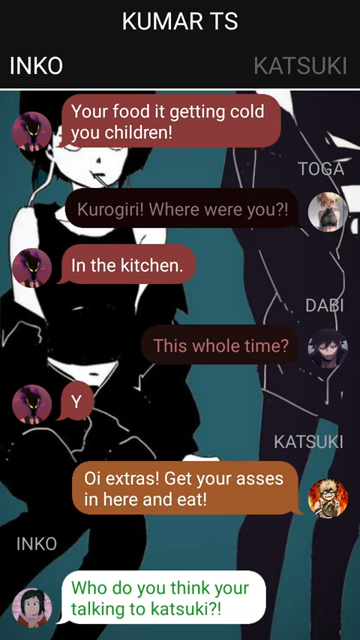 KUMAR TS
INKO
KATSUKI
Your food it getting cold
you children!
TOGA
Kurogiri! Where were you?!
In the kitchen.
DABI
This whole time?
Y
KATSUKI
Oi extras! Get your asses
in here and eat!
INKO
Who do you think your
talking to katsuki?!